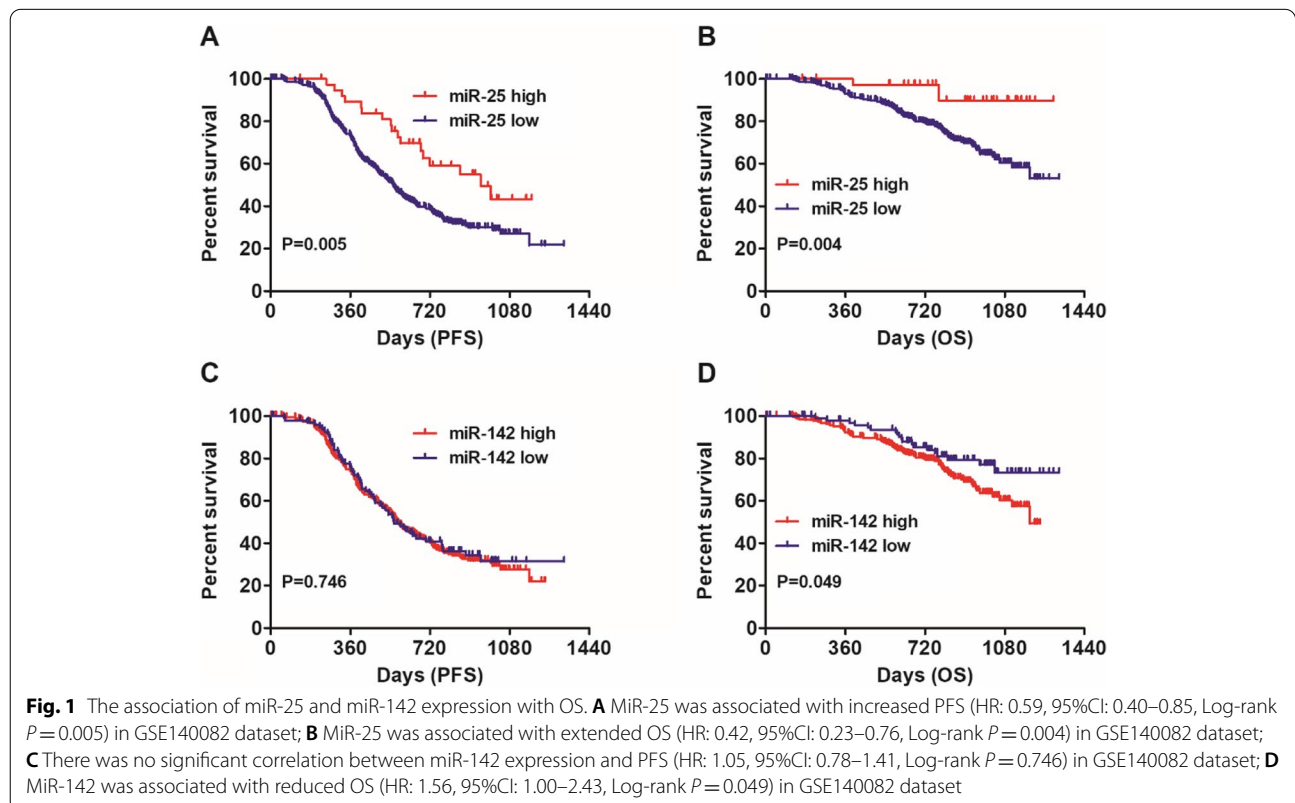 A
100
80
60
40
20
0
Percent survival
miR-25 high
miR-25 low
P=0.005
0 360 720 1080 1440
Days (PFS)
B
100
80
60
40
20
0
Percent survival
miR-25 high
miR-25 low
P=0.004
0 360 720 1080 1440
Days (OS)
C
100
80
60
40
20
0
Percent survival
miR-142 high
miR-142 low
P=0.746
0 360 720 1080 1440
Days (PFS)
D
100
80
60
40
20
0
Percent survival
miR-142 high
miR-142 low
P=0.049
0 360 720 1080 1440
Days (OS)
Fig. 1 The association of miR-25 and miR-142 expression with OS. A MiR-25 was associated with increased PFS (HR: 0.59, 95%CI: 0.40–0.85, Log-rank
P = 0.005) in GSE140082 dataset; B MiR-25 was associated with extended OS (HR: 0.42, 95%CI: 0.23–0.76, Log-rank P = 0.004) in GSE140082 dataset;
C There was no significant correlation between miR-142 expression and PFS (HR: 1.05, 95%CI: 0.78–1.41, Log-rank P = 0.746) in GSE140082 dataset; D
MiR-142 was associated with reduced OS (HR: 1.56, 95%CI: 1.00–2.43, Log-rank P = 0.049) in GSE140082 dataset